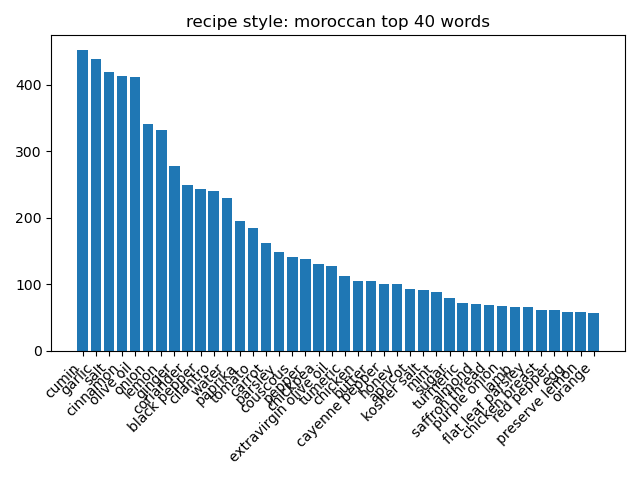 recipe style: moroccan top 40 words
400
300
200
100
0
cumin
garlic
salt
cinnamon
olive oil
onion
lemon
ginger
coriander
black pepper
cilantro
water
paprika
tomato
carrot
parsley
couscous
pepper
chickpea
extravirgin olive oil
turmeric
chicken
butter
cayenne pepper
honey
apricot
kosher salt
mint
sugar
tumeric
almond
saffron thread
purple onion
lamb
flat leaf parsley
chicken breast
red pepper
egg
preserve lemon
orange